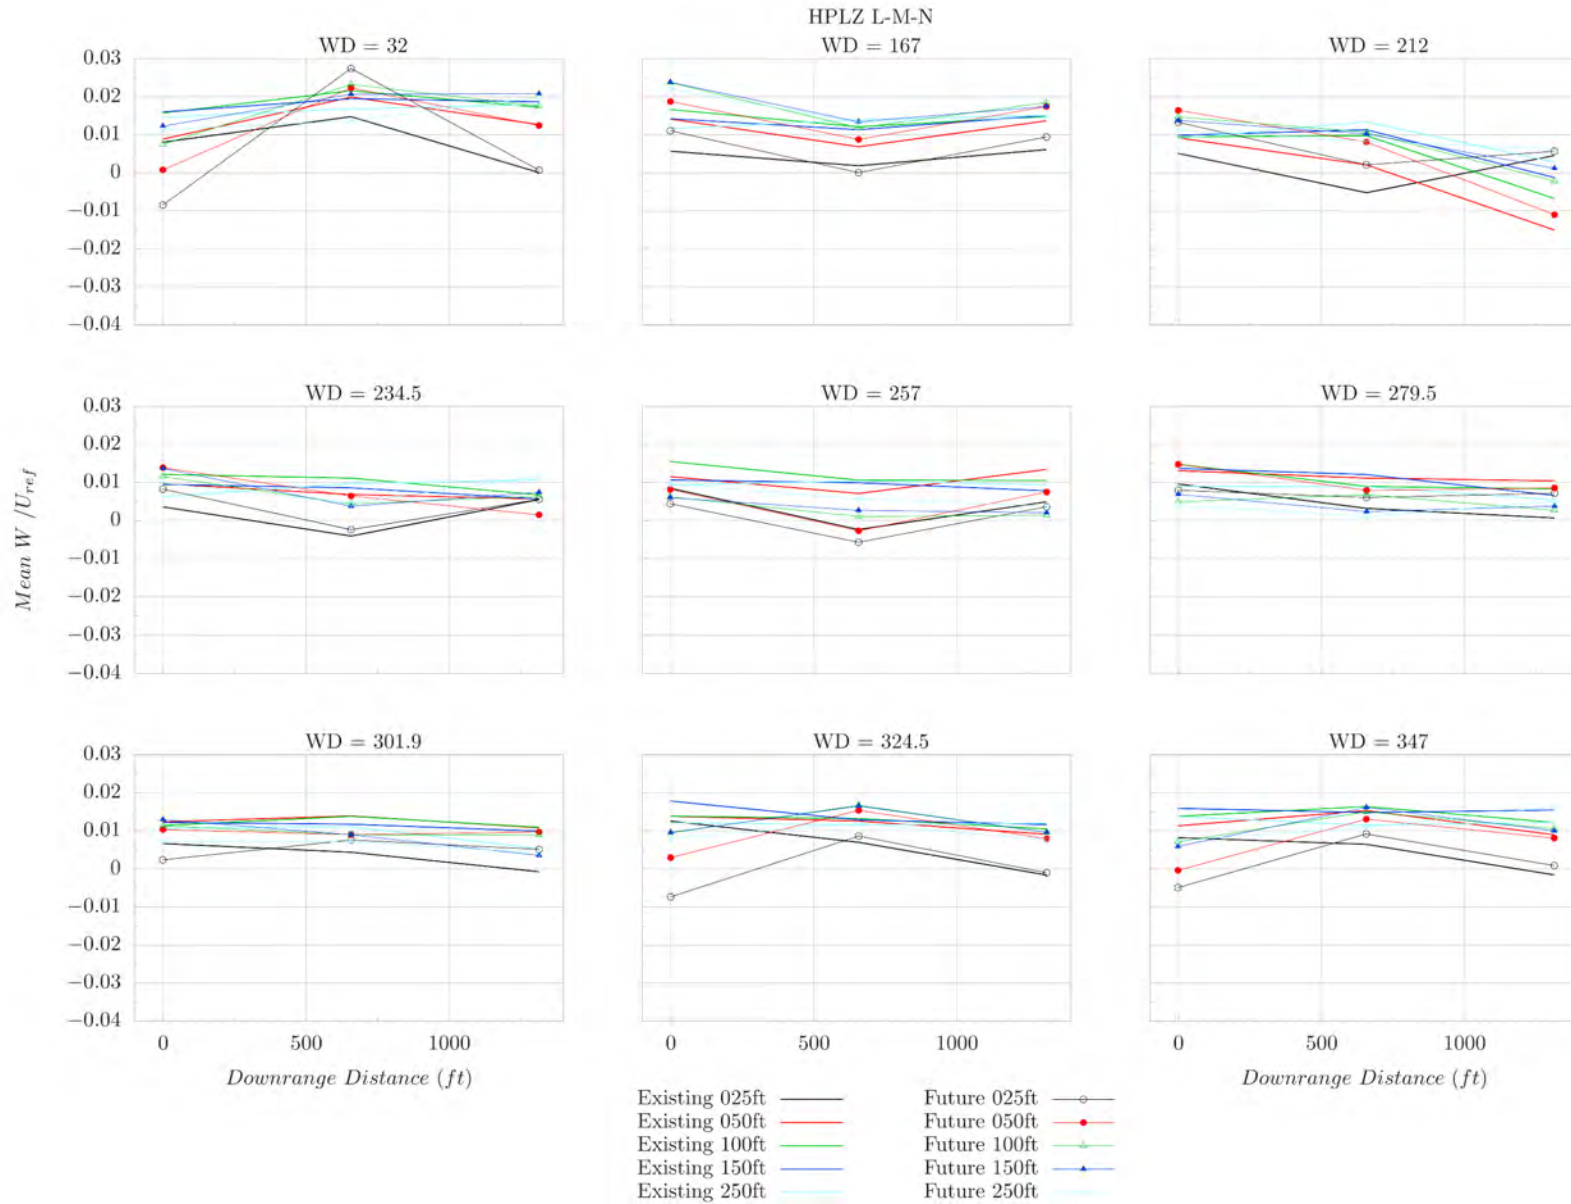 HPLZ L-M-N
WD = 32
WD = 167
WD = 212
0.03
0.02
0.01
0
−0.01
−0.02
−0.03
−0.04
WD = 234.5
WD = 257
WD = 279.5
0.03
0.02
0.01
0
−0.01
−0.02
−0.03
−0.04
Mean W /U_ref
WD = 301.9
WD = 324.5
WD = 347
0.03
0.02
0.01
0
−0.01
−0.02
−0.03
−0.04
0 500 1000
0 500 1000
0 500 1000
Downrange Distance (ft)
Downrange Distance (ft)
Existing 025ft
Existing 050ft
Existing 100ft
Existing 150ft
Existing 250ft
Future 025ft
Future 050ft
Future 100ft
Future 150ft
Future 250ft